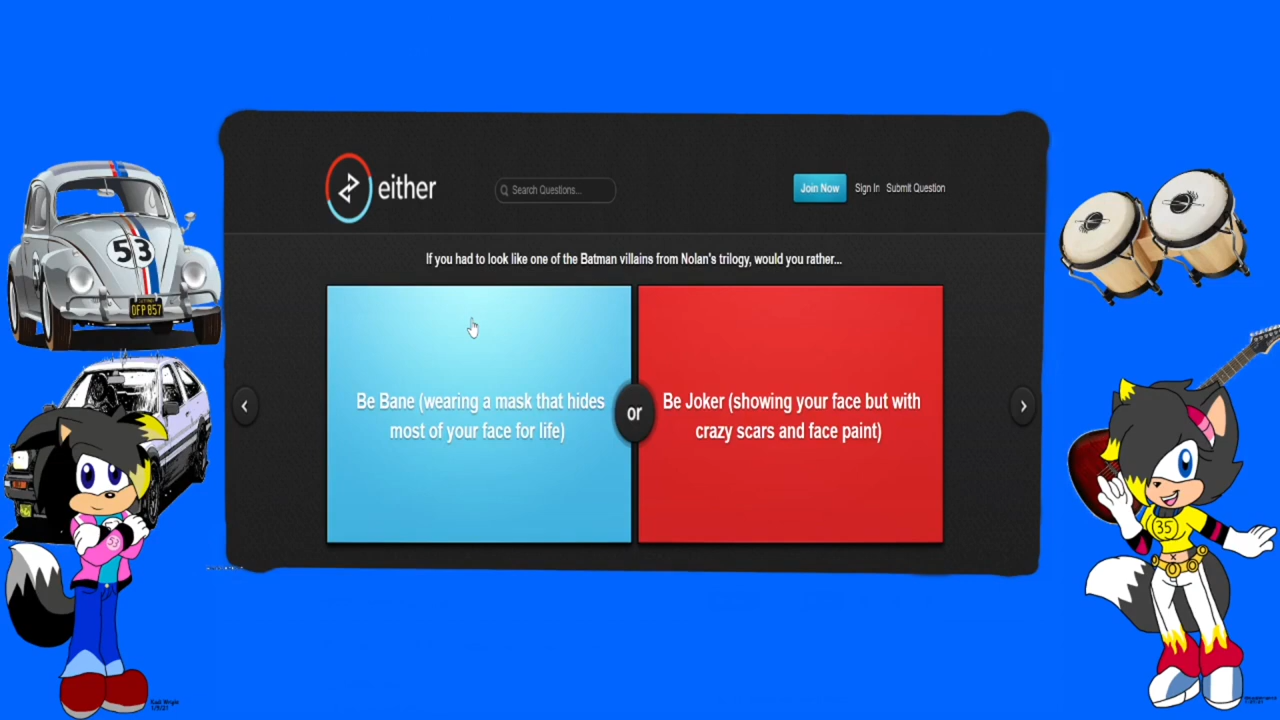 either
Search Questions...
Join Now
Sign In
Submit Question
If you had to look like one of the Batman villains from Nolan's trilogy, would you rather...
Be Bane (wearing a mask that hides
most of your face for life)
or
Be Joker (showing your face but with
crazy scars and face paint)
53
OFP 857
53
35